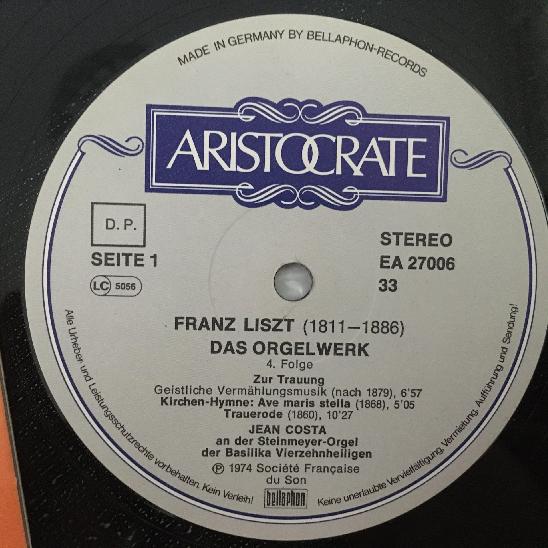 MADE IN GERMANY BY BELLAPHON-RECORDS
ARISTOCRATE
D. P.
SEITE 1
LC 5056
STEREO
EA 27006
33
FRANZ LISZT (1811—1886)
DAS ORGELWERK
4. Folge
Zur Trauung
Geistliche Vermählungsmusik (nach 1879), 6'57
Kirchen-Hymne: Ave maris stella (1868), 5'05
Trauerode (1860), 10'27
JEAN COSTA
an der Steinmeyer-Orgel
der Basilika Vierzehnheiligen
Ⓟ 1974 Société Française
du Son
bellaphon
Alle Urheber- und Leistungsschutzrechte vorbehalten. Kein Verleih! Keine unerlaubte Vervielfältigung, Vermietung, Aufführung und Sendung!